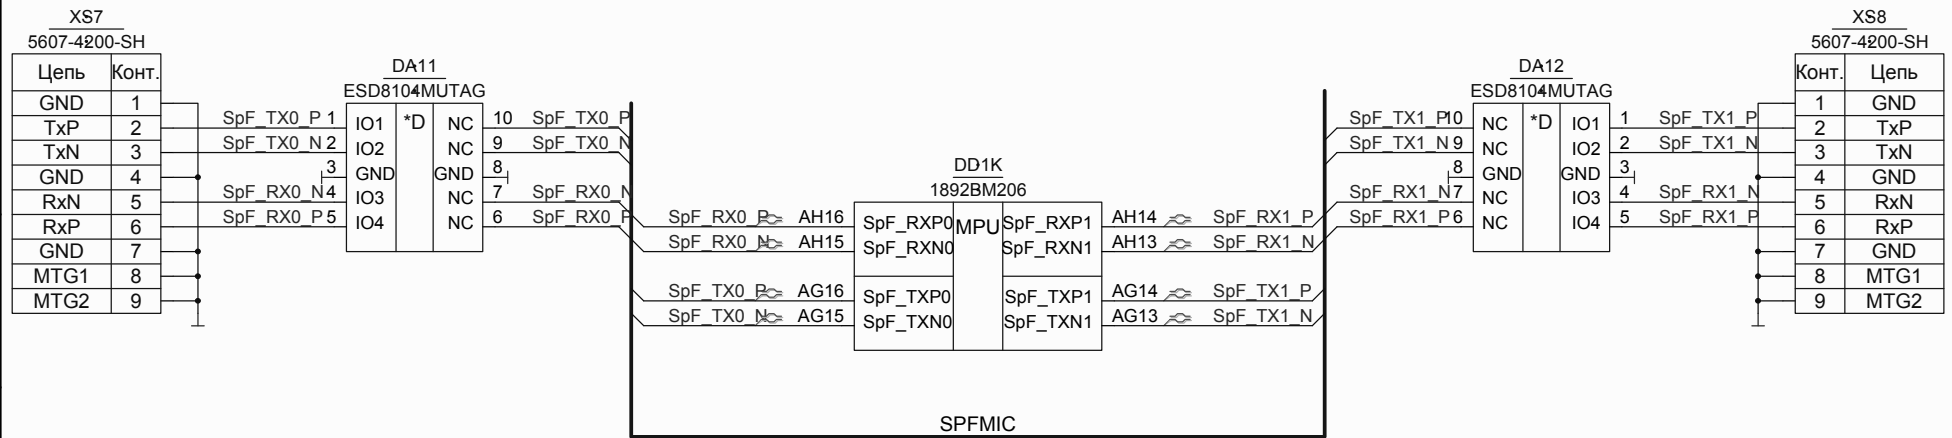 XS7
5607-4200-SH
Цепь Конт.
GND 1
TxP 2
TxN 3
GND 4
RxN 5
RxP 6
GND 7
MTG1 8
MTG2 9
DA11
ESD8104MUTAG
SpF_TX0_P 1 IO1 *D NC 10 SpF_TX0_P
SpF_TX0_N 2 IO2 NC 9 SpF_TX0_N
3 GND GND 8
SpF_RX0_N 4 IO3 NC 7 SpF_RX0_N
SpF_RX0_P 5 IO4 NC 6 SpF_RX0_P
DD1K
1892ВМ206
SpF_RX0_P AH16 SpF_RXP0 MPU SpF_RXP1 AH14 SpF_RX1_P
SpF_RX0_N AH15 SpF_RXN0 SpF_RXN1 AH13 SpF_RX1_N
SpF_TX0_P AG16 SpF_TXP0 SpF_TXP1 AG14 SpF_TX1_P
SpF_TX0_N AG15 SpF_TXN0 SpF_TXN1 AG13 SpF_TX1_N
SPFMIC
DA12
ESD8104MUTAG
SpF_TX1_P 10 NC *D IO1 1 SpF_TX1_P
SpF_TX1_N 9 NC IO2 2 SpF_TX1_N
8 GND GND 3
SpF_RX1_N 7 NC IO3 4 SpF_RX1_N
SpF_RX1_P 6 NC IO4 5 SpF_RX1_P
XS8
5607-4200-SH
Конт. Цепь
1 GND
2 TxP
3 TxN
4 GND
5 RxN
6 RxP
7 GND
8 MTG1
9 MTG2